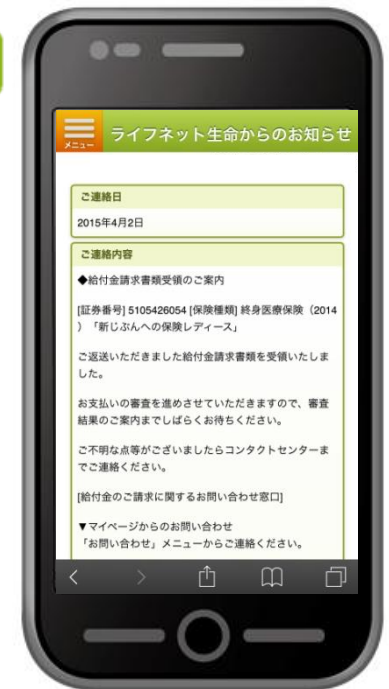 メニュー
ライフネット生命からのお知らせ
ご連絡日
2015年4月2日
ご連絡内容
◆給付金請求書類受領のご案内
[証券番号] 5105426054 [保険種類] 終身医療保険（2014
）「新じぶんへの保険レディース」
ご返送いただきました給付金請求書類を受領いたしま
した。
お支払いの審査を進めさせていただきますので、審査
結果のご案内までしばらくお待ちください。
ご不明な点等がございましたらコンタクトセンターま
でご連絡ください。
[給付金のご請求に関するお問い合わせ窓口]
▼マイページからのお問い合わせ
「お問い合わせ」メニューからご連絡ください。